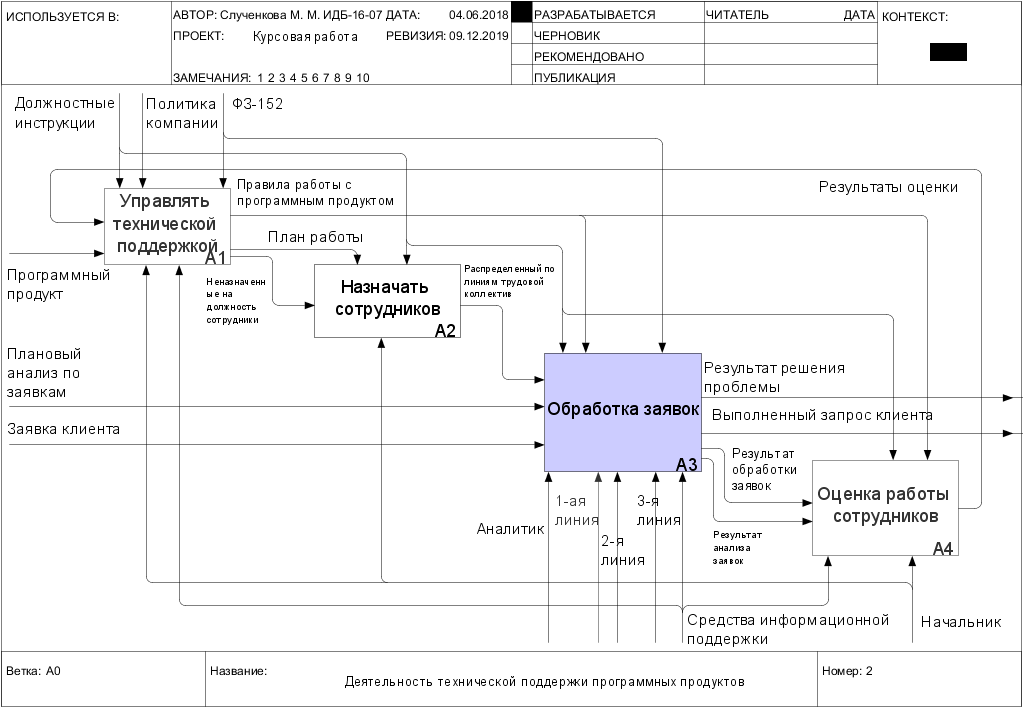 ИСПОЛЬЗУЕТСЯ В:
АВТОР: Слученкова М. М. ИДБ-16-07 ДАТА: 04.06.2018
ПРОЕКТ: Курсовая работа РЕВИЗИЯ: 09.12.2019
ЗАМЕЧАНИЯ: 1 2 3 4 5 6 7 8 9 10
РАЗРАБАТЫВАЕТСЯ
ЧЕРНОВИК
РЕКОМЕНДОВАНО
ПУБЛИКАЦИЯ
ЧИТАТЕЛЬ ДАТА
КОНТЕКСТ:
Должностные
инструкции
Политика
компании
ФЗ-152
Результаты оценки
Правила работы с
программным продуктом
Управлять
технической
поддержкой
A1
План работы
Программный
продукт
Неназначенн
ые на
должность
сотрудники
Назначать
сотрудников
A2
Распределенный по
линиям трудовой
коллектив
Плановый
анализ по
заявкам
Заявка клиента
Обработка заявок
A3
Результат решения
проблемы
Выполненный запрос клиента
Результат
обработки
заявок
Оценка работы
сотрудников
A4
Результат
анализа
заявок
Аналитик
1-ая
линия
2-я
линия
3-я
линия
Средства информационной
поддержки
Начальник
Ветка: A0
Название:
Деятельность технической поддержки программных продуктов
Номер: 2